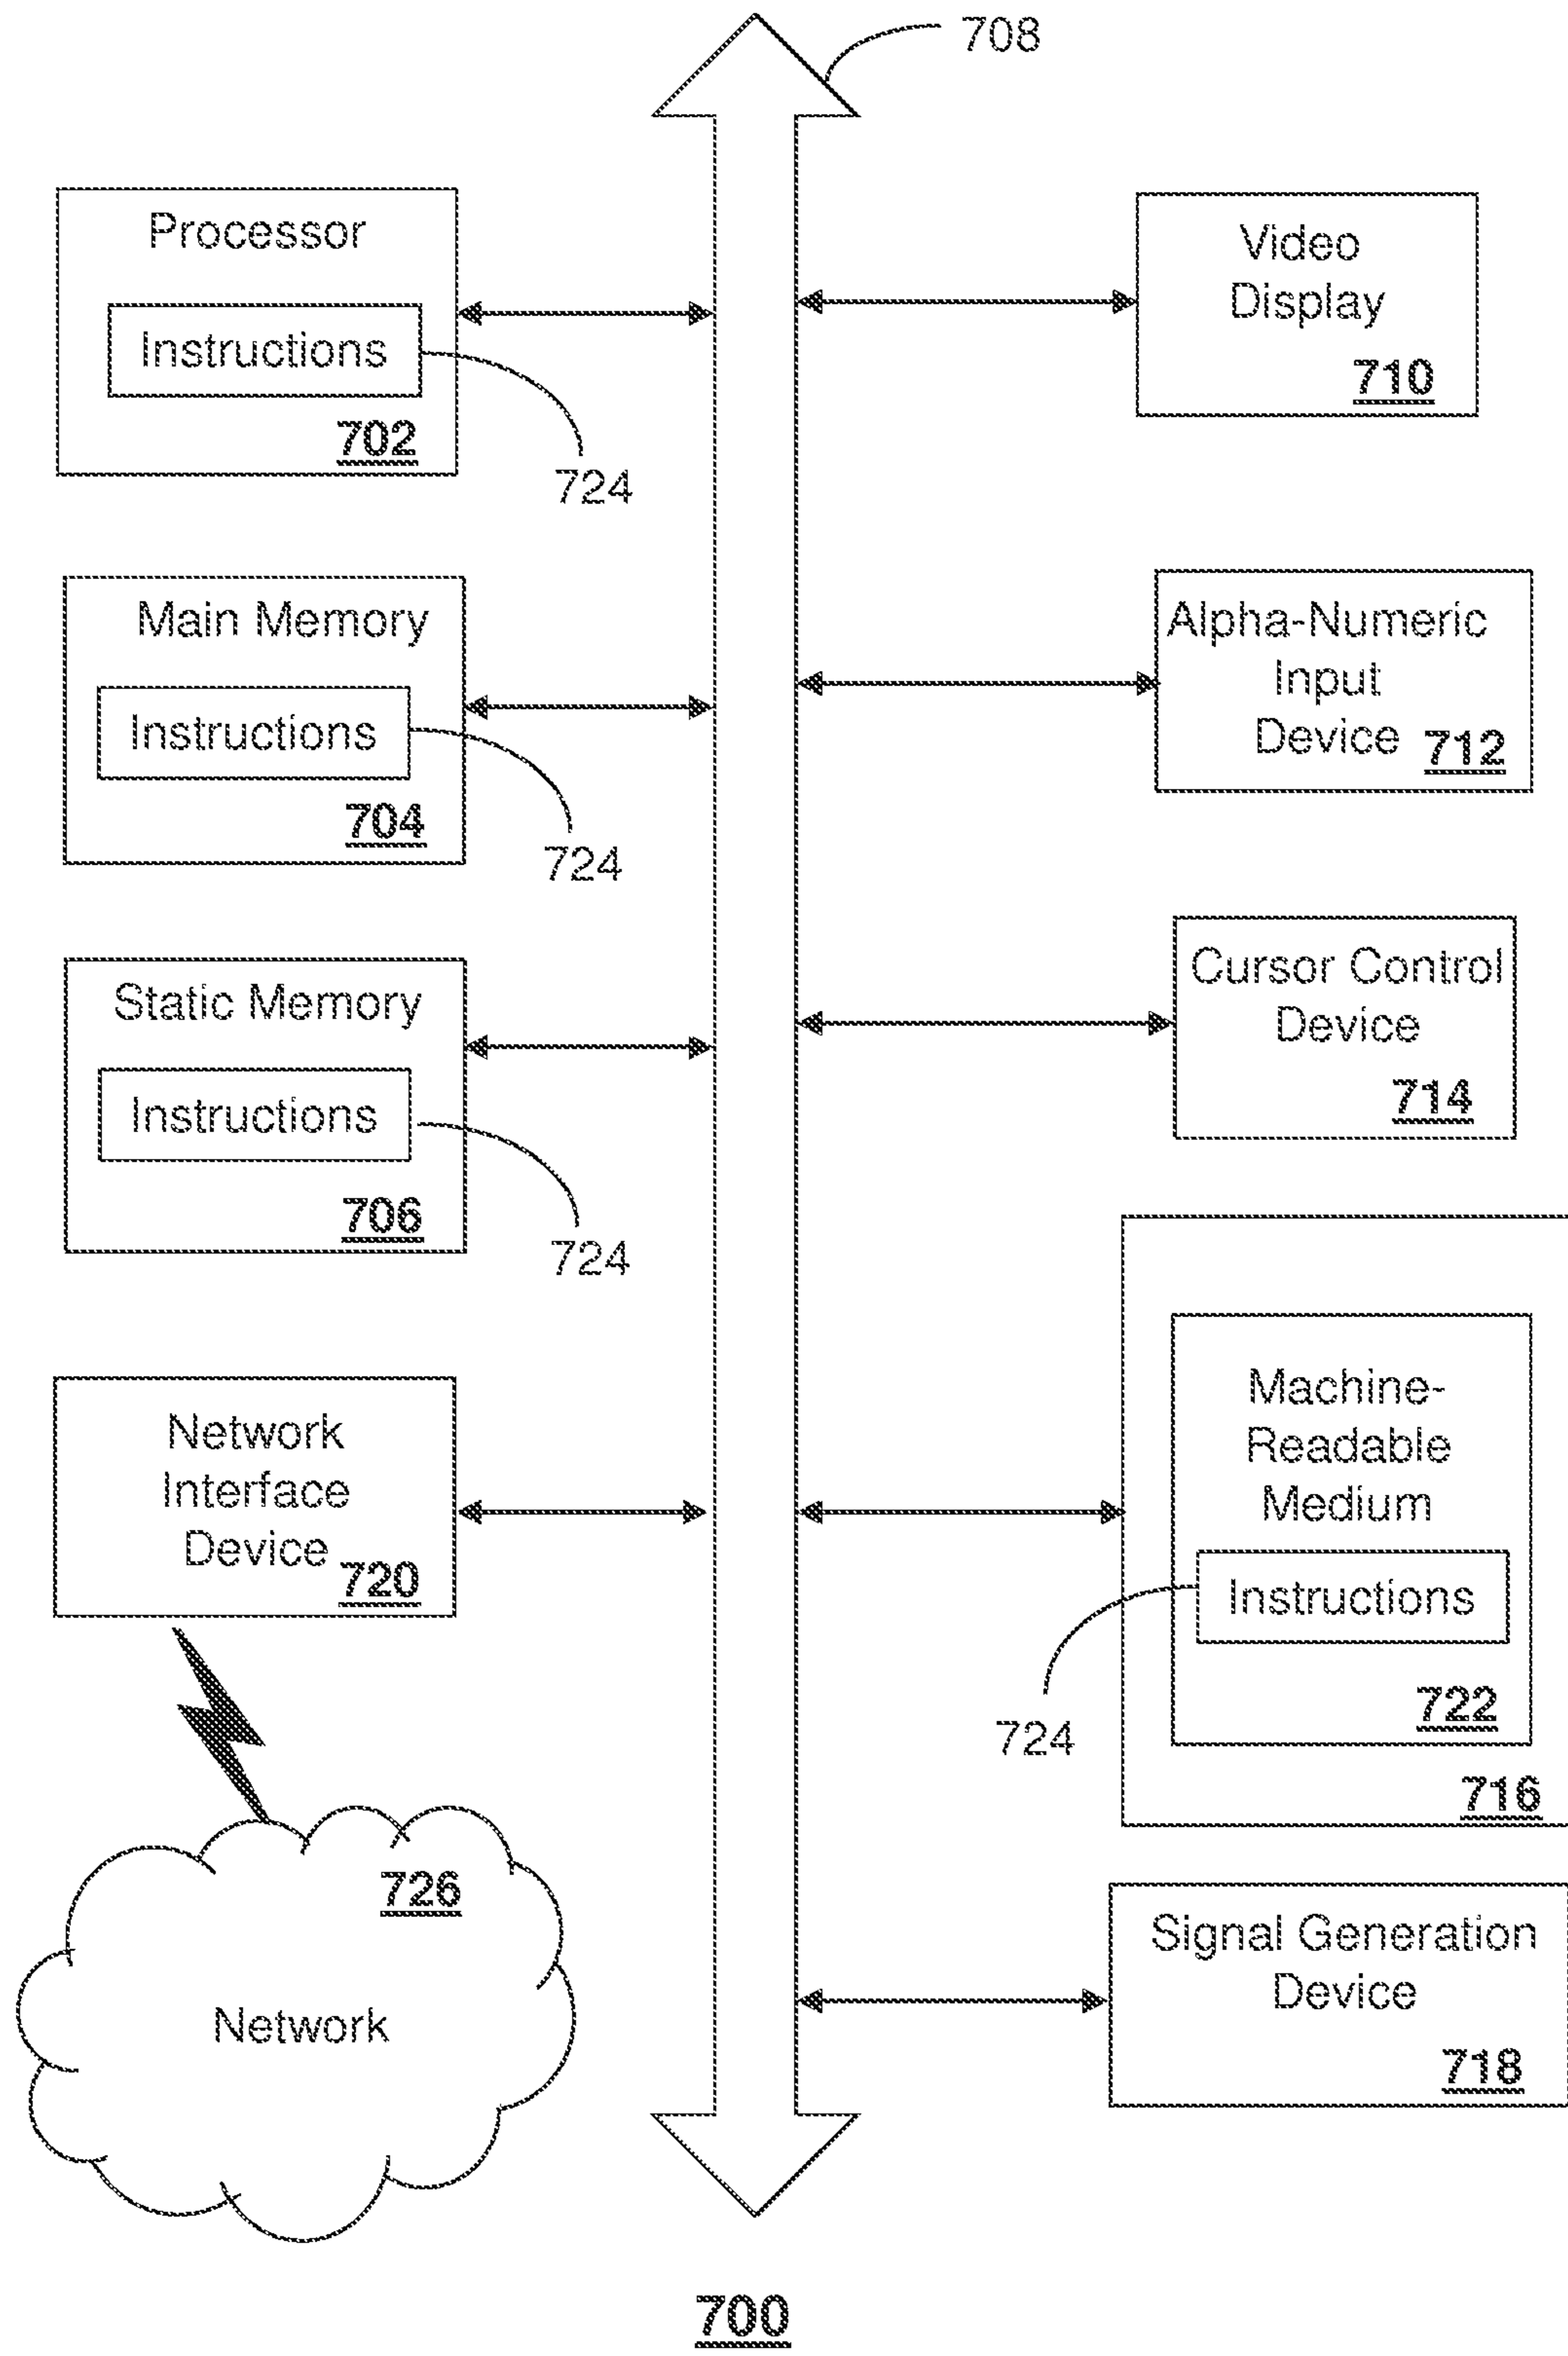 708
Processor
Instructions
702
724
Video
Display
710
Main Memory
Instructions
704
724
Alpha-Numeric
Input
Device 712
Static Memory
Instructions
706
724
Cursor Control
Device
714
Network
Interface
Device 720
Machine-
Readable
Medium
Instructions
722
724
716
726
Network
Signal Generation
Device
718
700